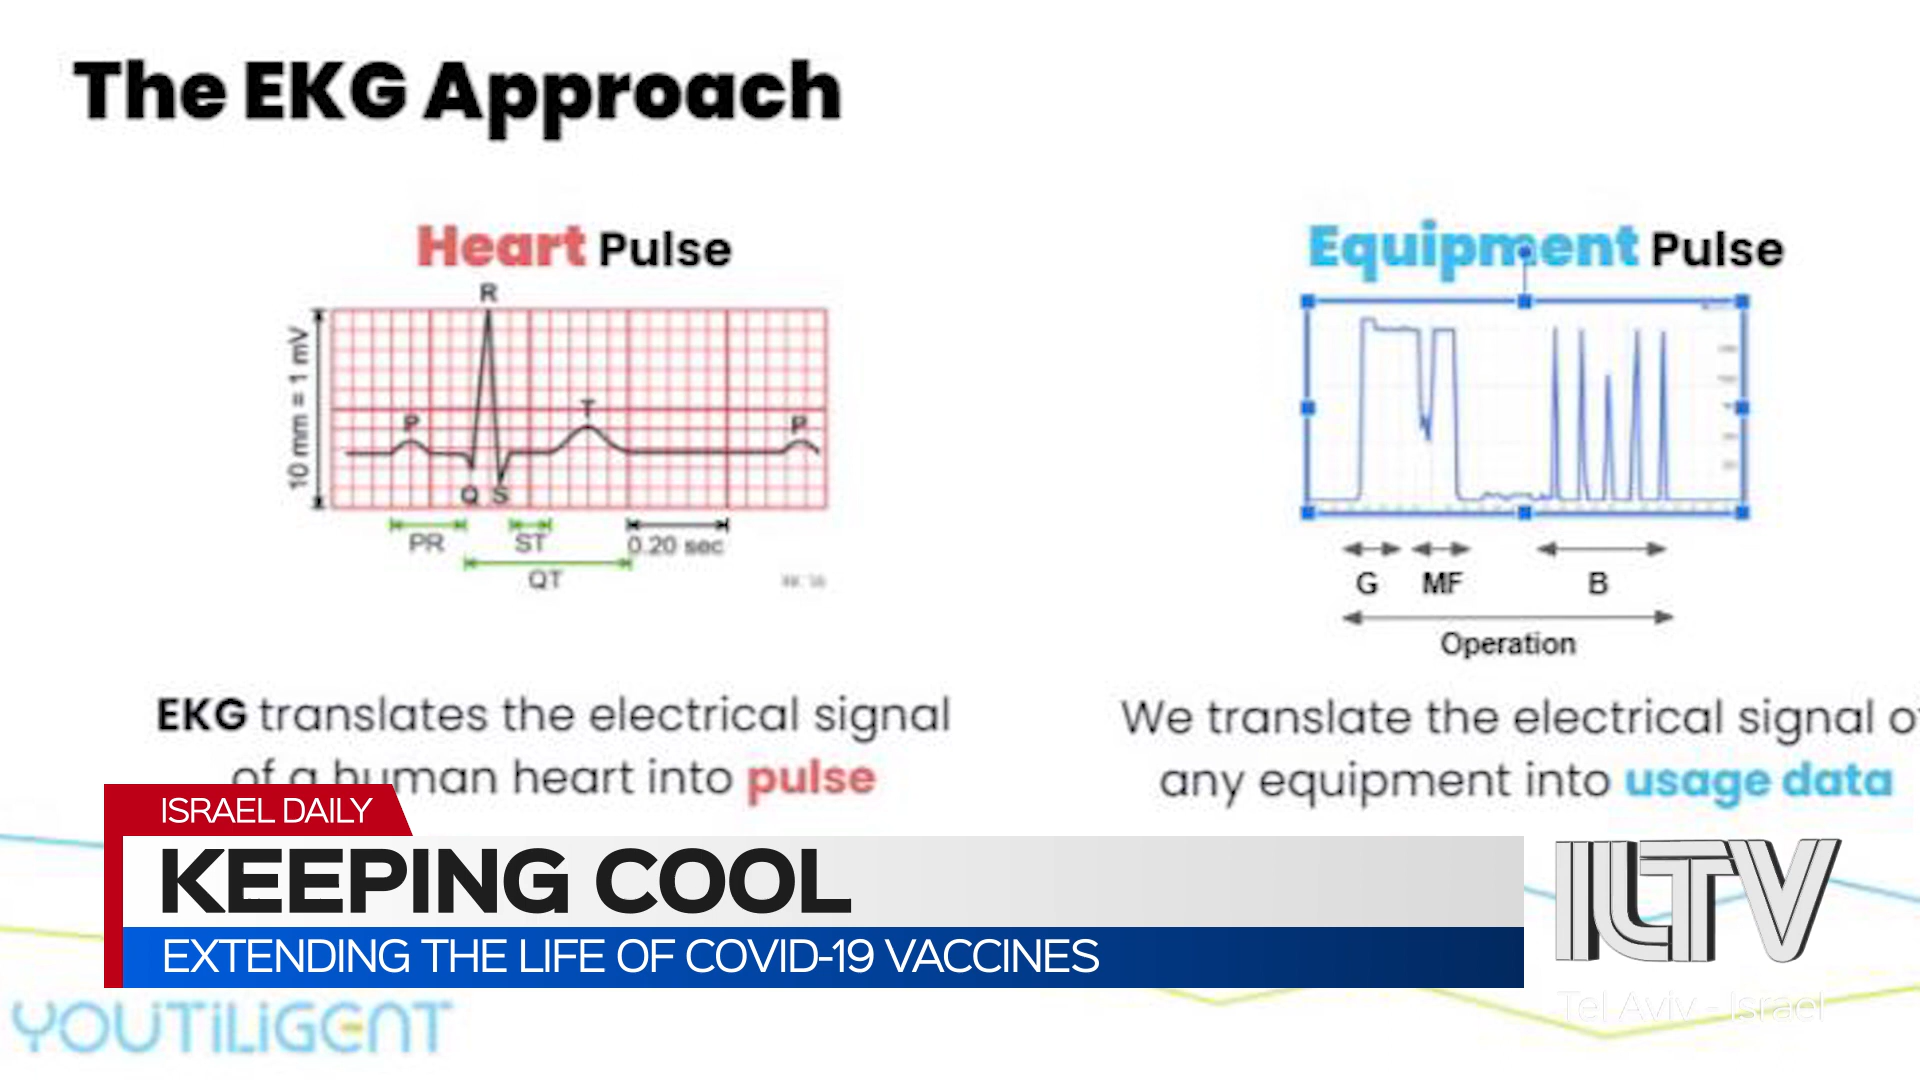 The EKG Approach
Heart Pulse
R
10 mm = 1 mV
P
T
P
Q S
PR
ST
0.20 sec
QT
Equipment Pulse
G MF B
Operation
EKG translates the electrical signal
of a human heart into pulse
We translate the electrical signal of
any equipment into usage data
ISRAEL DAILY
KEEPING COOL
EXTENDING THE LIFE OF COVID-19 VACCINES
ILTV
Tel Aviv - Israel
YOUTILIGENT